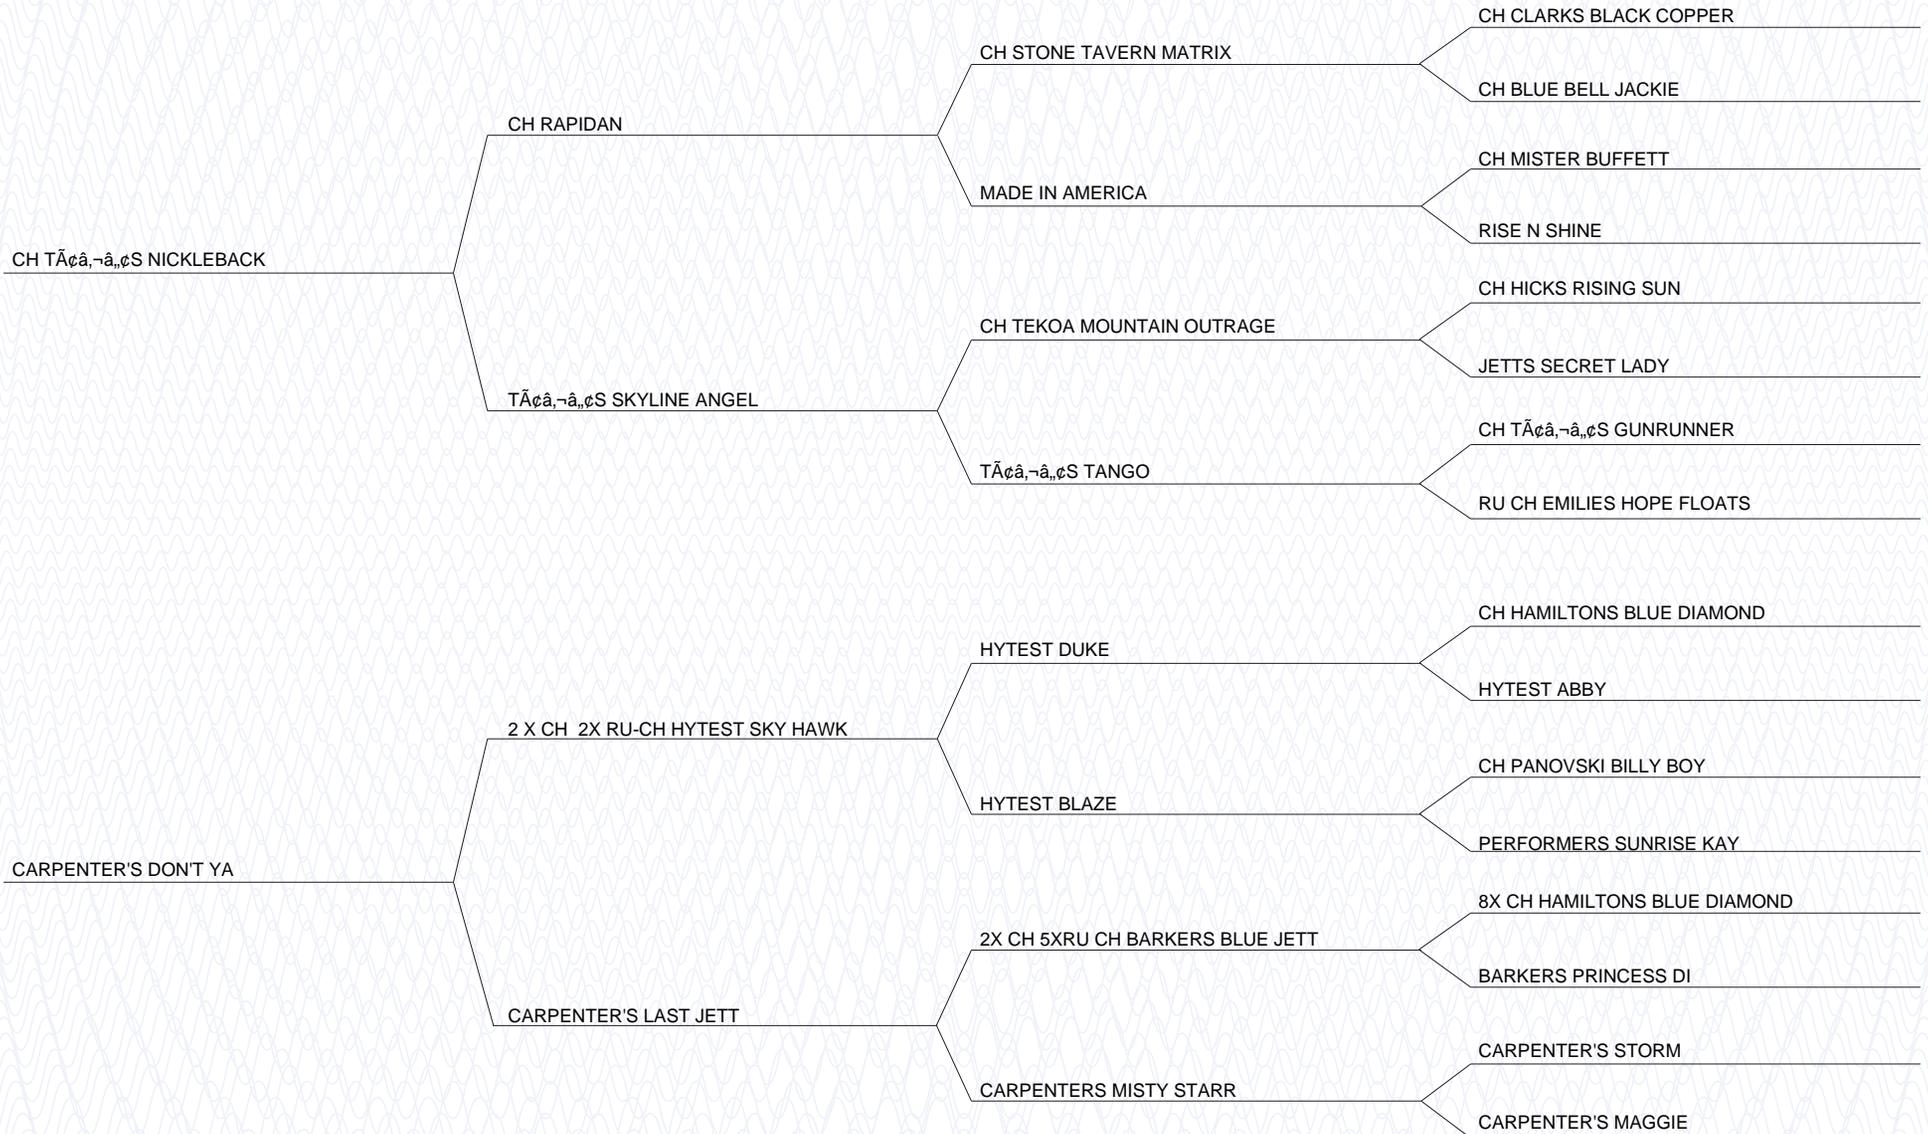 CH CLARKS BLACK COPPER
CH STONE TAVERN MATRIX
CH BLUE BELL JACKIE
CH RAPIDAN
CH MISTER BUFFETT
MADE IN AMERICA
RISE N SHINE
CH TÃ¢â‚¬â„¢S NICKLEBACK
CH HICKS RISING SUN
CH TEKOA MOUNTAIN OUTRAGE
JETTS SECRET LADY
TÃ¢â‚¬â„¢S SKYLINE ANGEL
CH TÃ¢â‚¬â„¢S GUNRUNNER
TÃ¢â‚¬â„¢S TANGO
RU CH EMILIES HOPE FLOATS
CH HAMILTONS BLUE DIAMOND
HYTEST DUKE
HYTEST ABBY
2 X CH  2X RU-CH HYTEST SKY HAWK
CH PANOVSKI BILLY BOY
HYTEST BLAZE
PERFORMERS SUNRISE KAY
CARPENTER'S DON'T YA
8X CH HAMILTONS BLUE DIAMOND
2X CH 5XRU CH BARKERS BLUE JETT
BARKERS PRINCESS DI
CARPENTER'S LAST JETT
CARPENTER'S STORM
CARPENTERS MISTY STARR
CARPENTER'S MAGGIE